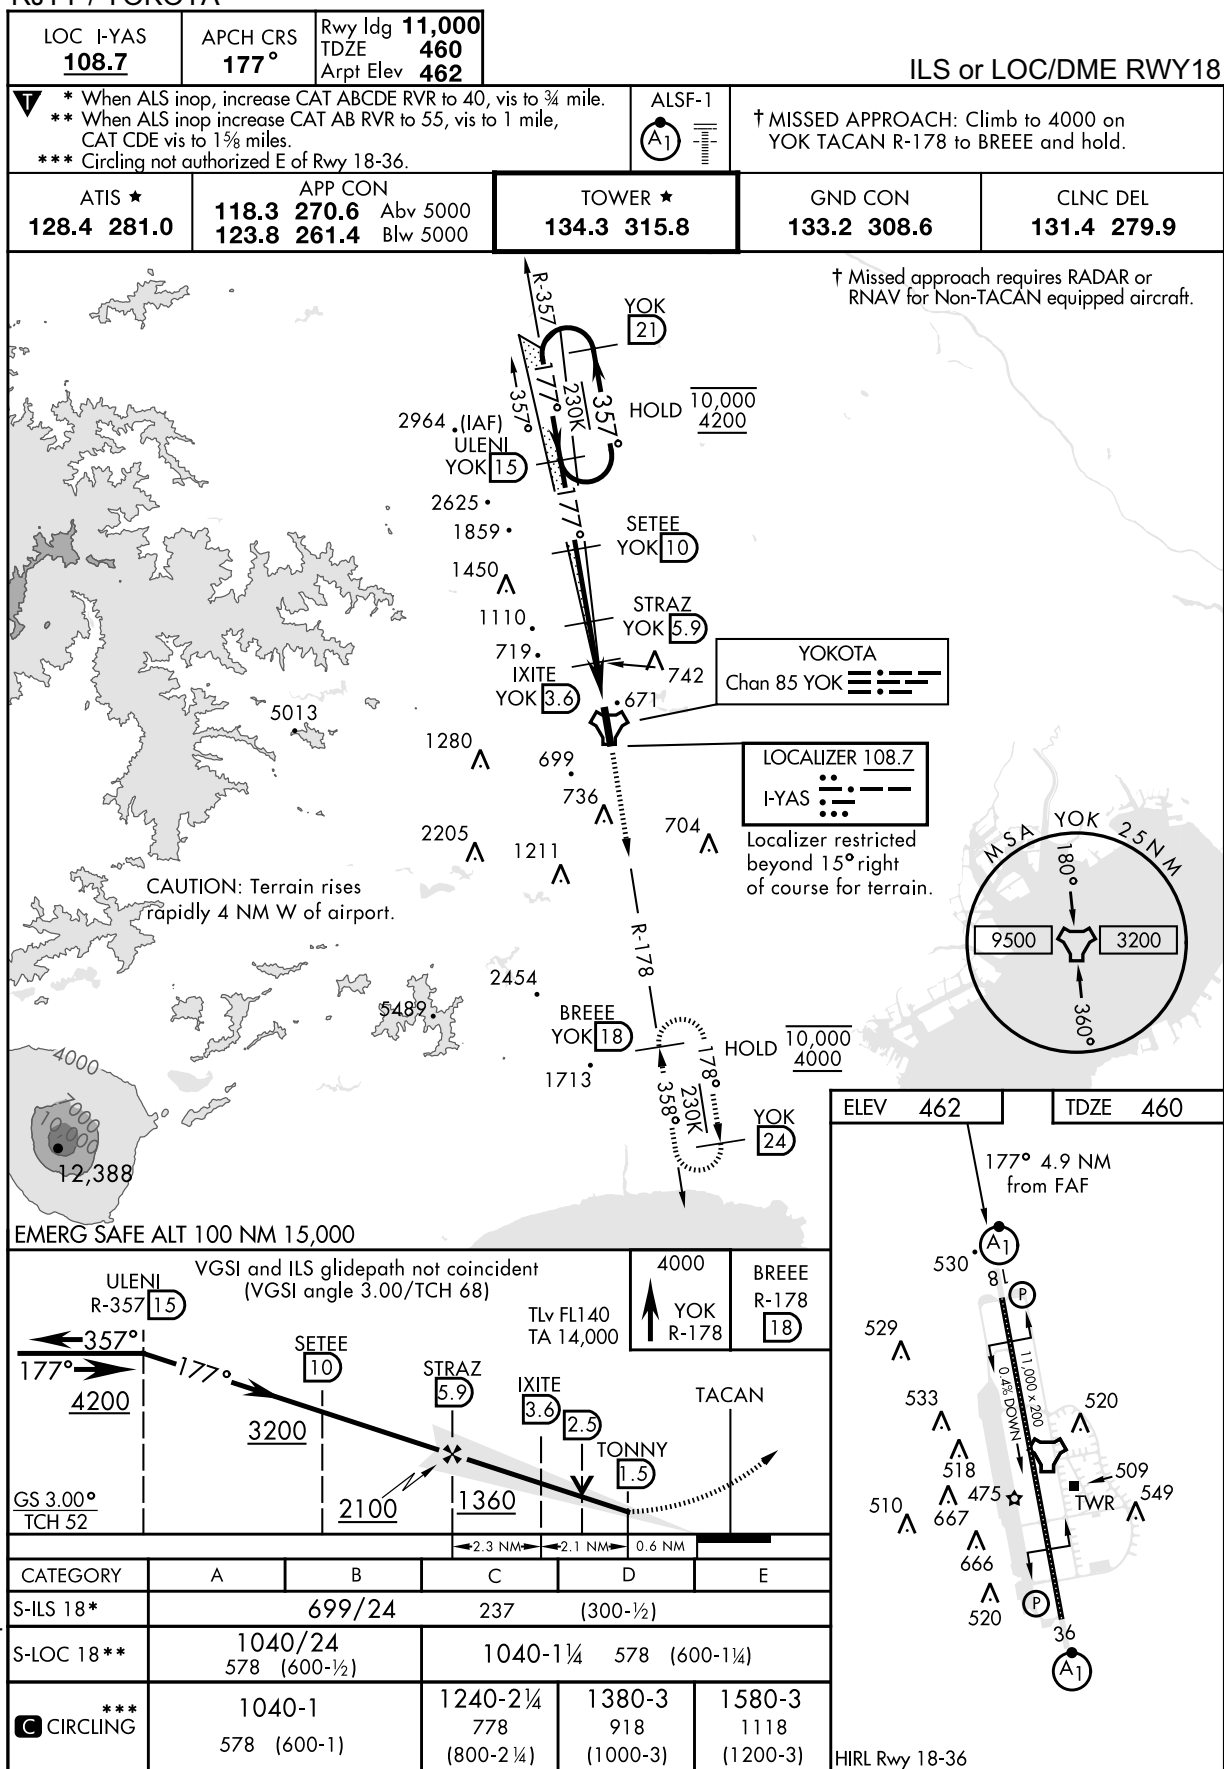 LOC I-YAS
108.7
APCH CRS
177°
Rwy ldg 11,000
TDZE 460
Arpt Elev 462
ILS or LOC/DME RWY18
T
* When ALS inop, increase CAT ABCDE RVR to 40, vis to ¾ mile.
** When ALS inop increase CAT AB RVR to 55, vis to 1 mile,
CAT CDE vis to 1⅝ miles.
*** Circling not authorized E of Rwy 18-36.
ALSF-1
A1
† MISSED APPROACH: Climb to 4000 on
YOK TACAN R-178 to BREEE and hold.
ATIS ★
128.4 281.0
APP CON
118.3 270.6 Abv 5000
123.8 261.4 Blw 5000
TOWER ★
134.3 315.8
GND CON
133.2 308.6
CLNC DEL
131.4 279.9
† Missed approach requires RADAR or
RNAV for Non-TACAN equipped aircraft.
R-357
YOK
21
177°
230K
357°
357°
HOLD 10,000
4200
2964 (IAF)
ULENI
YOK 15
177°
2625
1859
SETEE
YOK 10
1450
1110
STRAZ
YOK 5.9
719
742
IXITE
YOK 3.6
671
YOKOTA
Chan 85 YOK
5013
1280
699
736
LOCALIZER 108.7
I-YAS
Localizer restricted
beyond 15° right
of course for terrain.
704
2205
1211
CAUTION: Terrain rises
rapidly 4 NM W of airport.
MSA YOK 25NM
180°
9500
3200
360°
R-178
2454
5489
BREEE
YOK 18
HOLD 10,000
4000
178°
230K
358°
1713
YOK
24
4000
7000
10000
12,388
EMERG SAFE ALT 100 NM 15,000
ELEV 462
TDZE 460
177° 4.9 NM
from FAF
A1
530
18
P
529
11,000 x 200
0.4% DOWN
533
520
518
509
TWR
475
549
510
667
666
520
P
36
A1
HIRL Rwy 18-36
VGSI and ILS glidepath not coincident
(VGSI angle 3.00/TCH 68)
ULENI
R-357 15
357°
177°
4200
177°
SETEE
10
3200
STRAZ
5.9
2100
IXITE
3.6
1360
2.5
TONNY
1.5
TACAN
TLv FL140
TA 14,000
4000
YOK
R-178
BREEE
R-178
18
GS 3.00°
TCH 52
2.3 NM
2.1 NM
0.6 NM
CATEGORY A B C D E
S-ILS 18* 699/24 237 (300-½)
S-LOC 18** 1040/24 578 (600-½) 1040-1¼ 578 (600-1¼)
C CIRCLING *** 1040-1 578 (600-1)
1240-2¼ 778 (800-2¼)
1380-3 918 (1000-3)
1580-3 1118 (1200-3)